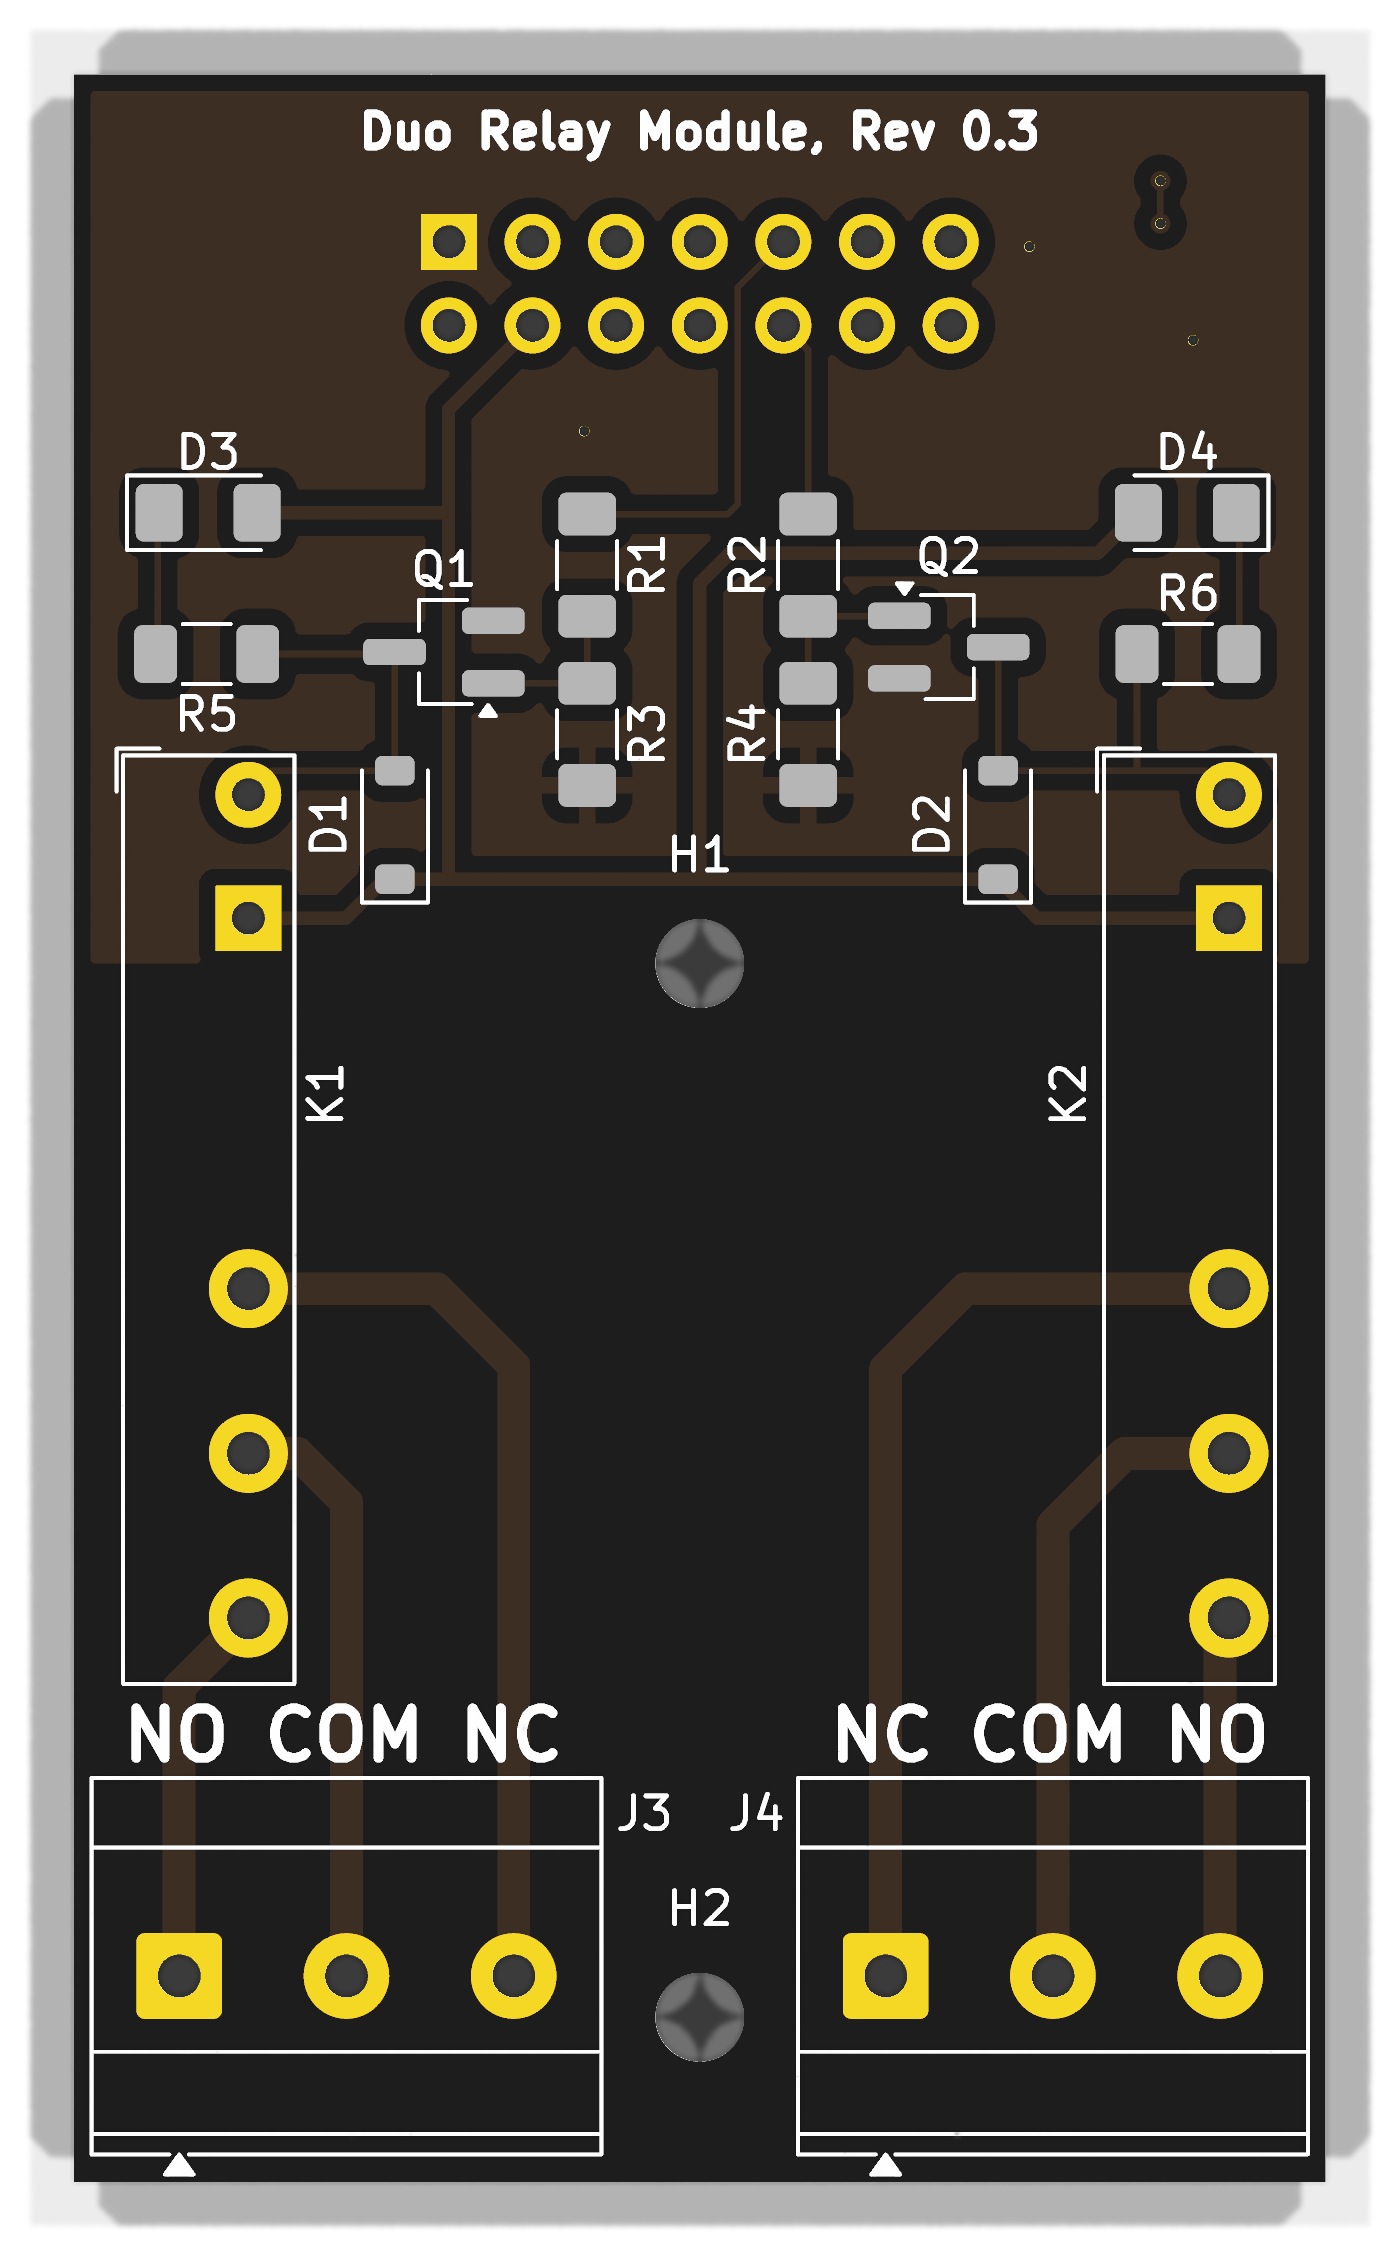 Duo Relay Module, Rev 0.3
D3
D4
Q1
R1
R2
Q2
R6
R5
R3
R4
D1
D2
H1
K1
K2
NO COM NC
NC COM NO
J3
J4
H2